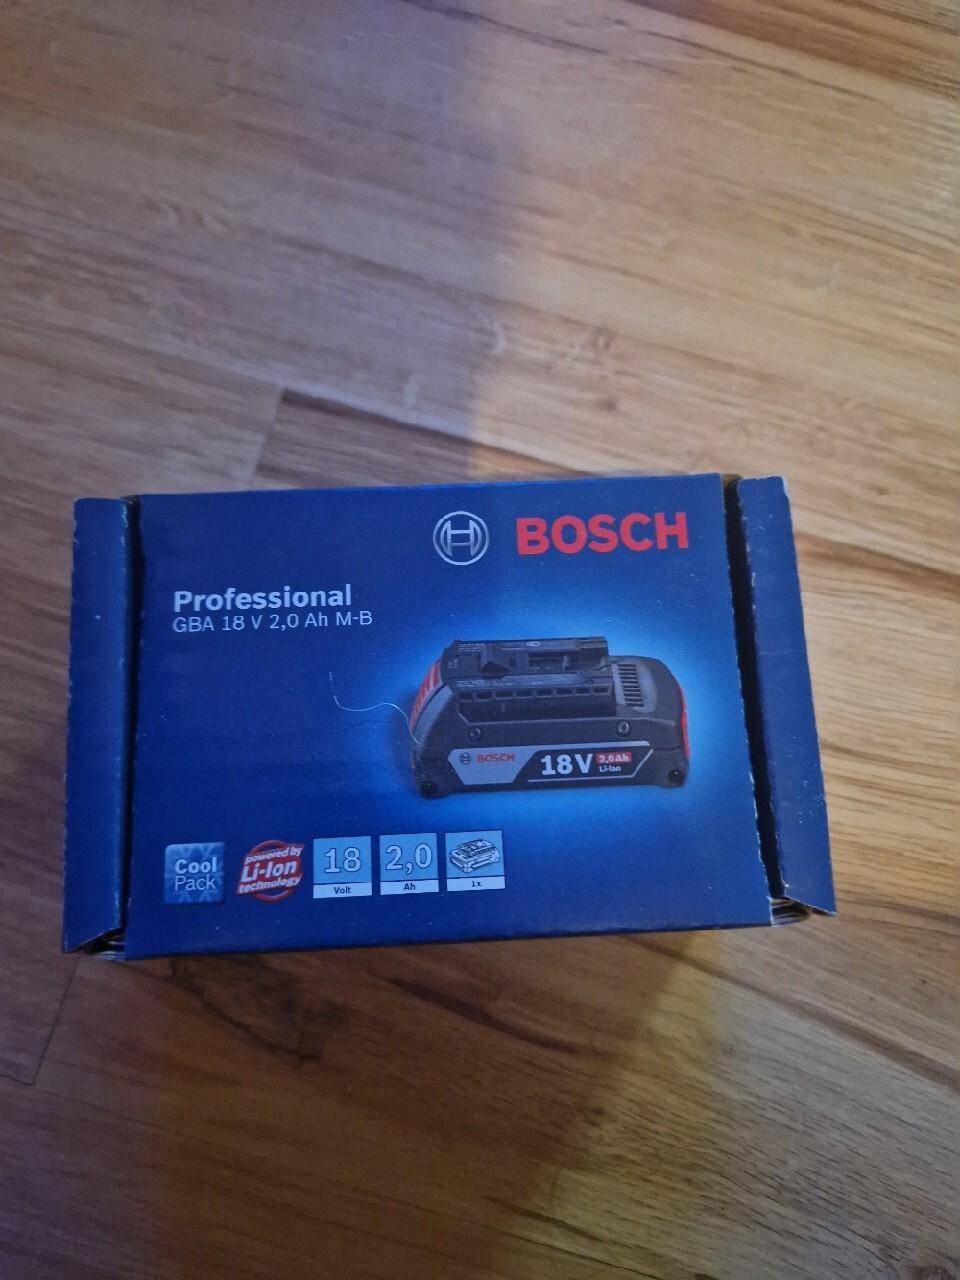 BOSCH
Professional
GBA 18 V 2,0 Ah M-B
BOSCH
18V
2,0Ah
Li-Ion
Cool
Pack
powered by
Li-Ion
technology
18
Volt
2,0
Ah
1x